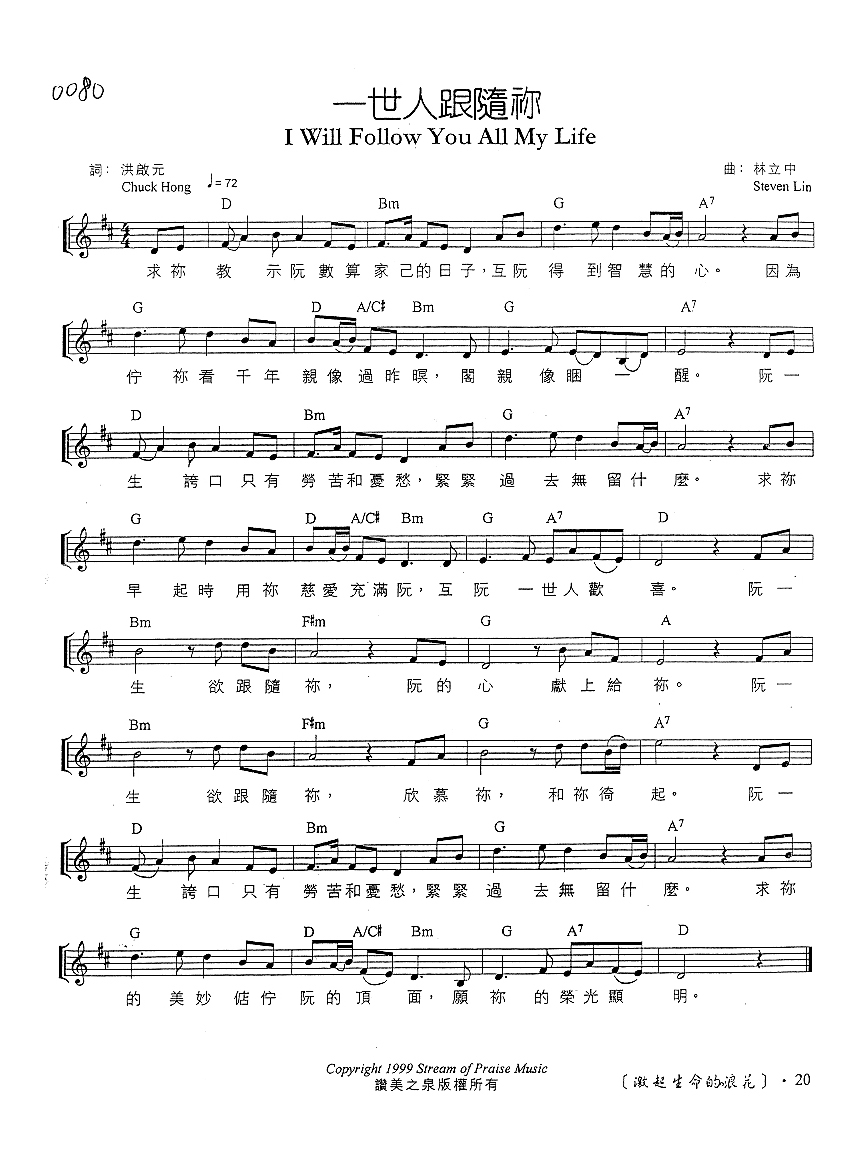 0080
一世人跟隨祢
I Will Follow You All My Life
詞：洪啟元 ♩= 72 曲：林立中
Chuck Hong Steven Lin
D Bm G A7
求祢 教 示阮數算家己的日子，互阮 得 到智慧的 心。 因為
G D A/C# Bm D G A7
佇 祢看 千年 親像 過昨暝，閣親像睏 一 醒。 阮一
D Bm G A7
生 誇口 只有 勞苦和憂愁，緊緊 過 去無 留什 麼。 求祢
G D A/C# Bm G A7 D
早 起時 用祢 慈愛充滿阮，互阮 一世人歡 喜。 阮一
Bm F#m G A
生 欲跟隨 祢， 阮的心 獻上給 祢。 阮一
Bm F#m G A7
生 欲跟隨 祢， 欣慕 祢， 和祢徛 起。 阮一
D Bm G A7
生 誇口 只有 勞苦和憂愁，緊緊 過 去無 留什 麼。 求祢
G D A/C# Bm G A7 D
的 美妙 倚佇 阮的頂 面，願祢 的榮光顯 明。
Copyright 1999 Stream of Praise Music
讚美之泉版權所有
〔激起生命的浪花〕·20